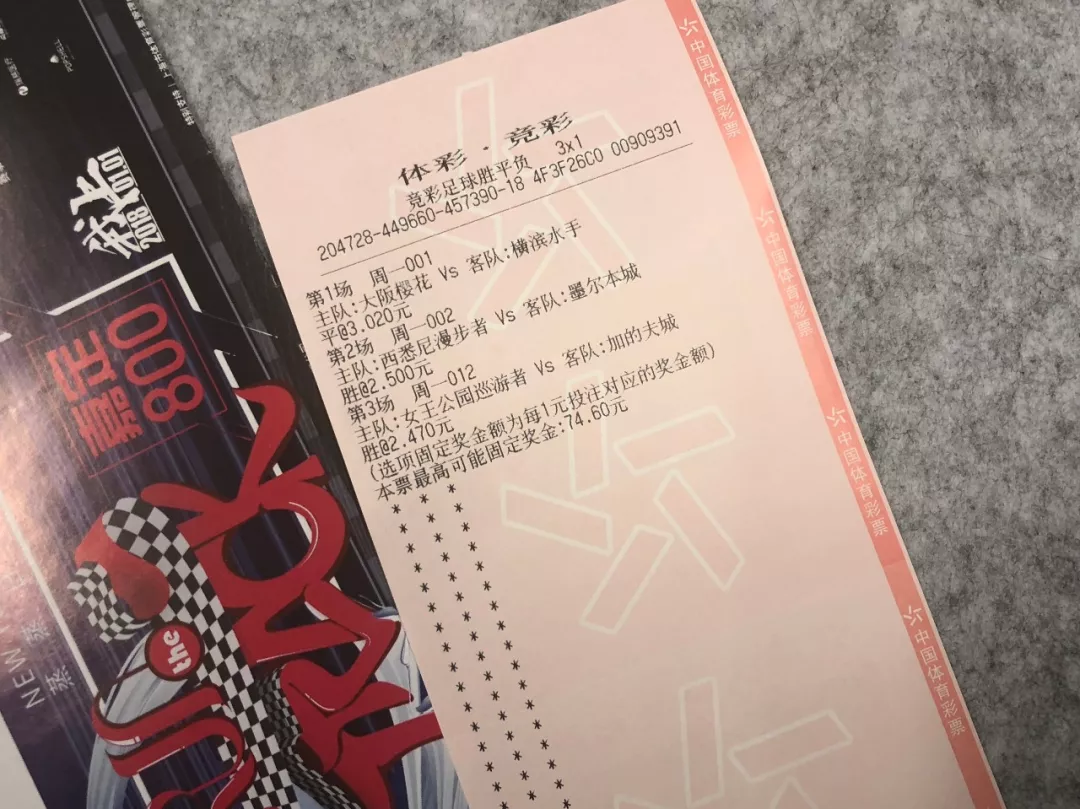 体彩·竞彩
竞彩足球胜平负 3x1
204728-449660-457390-18 4F3F26C0 00909391
第1场 周一001
主队:大阪樱花 Vs 客队:横滨水手
平@3.020元
第2场 周一002
主队:西悉尼漫步者 Vs 客队:墨尔本城
胜@2.500元
第3场 周一012
主队:女王公园巡游者 Vs 客队:加的夫城
胜@2.470元
(选项固定奖金额为每1元投注对应的奖金额)
本票最高可能固定奖金:74.60元
中国体育彩票
中国体育彩票
中国体育彩票
中国体育彩票
2018 01.01
嘉定
800
NEW
the